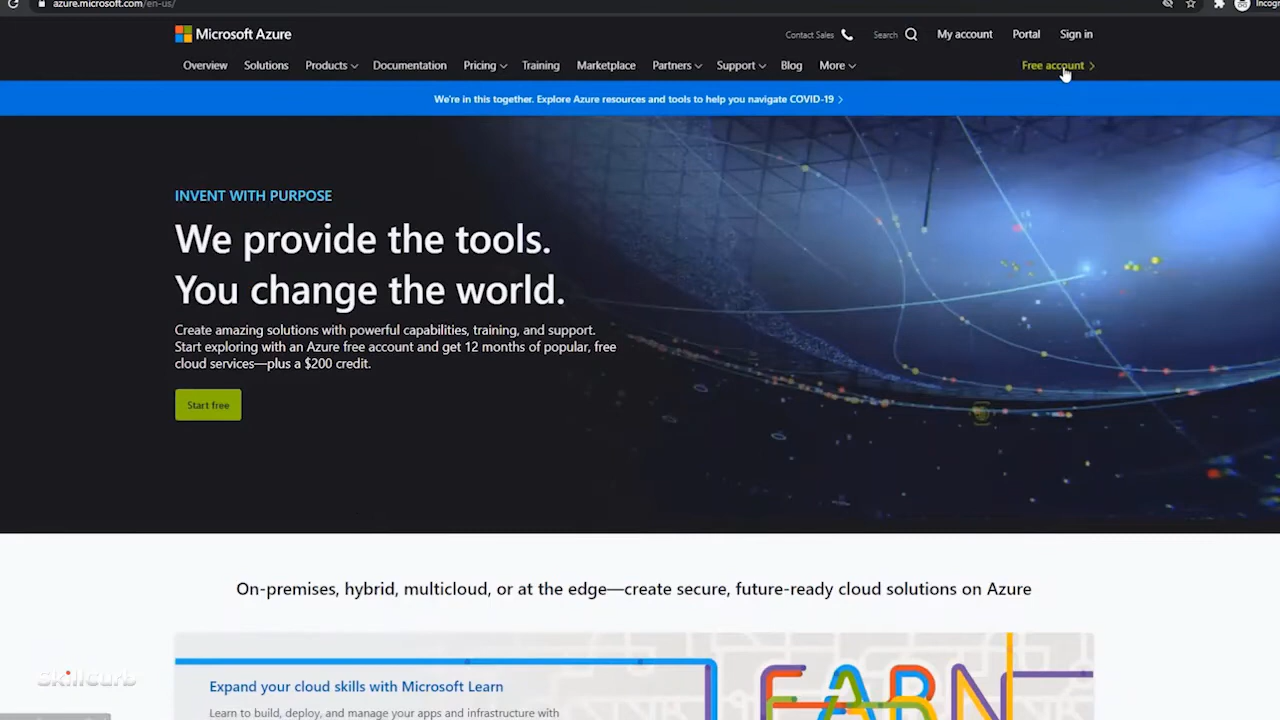 azure.microsoft.com/en-us/
Microsoft Azure
Contact Sales
Search
My account
Portal
Sign in
Overview
Solutions
Products
Documentation
Pricing
Training
Marketplace
Partners
Support
Blog
More
Free account
We're in this together. Explore Azure resources and tools to help you navigate COVID-19
INVENT WITH PURPOSE
We provide the tools.
You change the world.
Create amazing solutions with powerful capabilities, training, and support.
Start exploring with an Azure free account and get 12 months of popular, free
cloud services—plus a $200 credit.
Start free
On-premises, hybrid, multicloud, or at the edge—create secure, future-ready cloud solutions on Azure
Expand your cloud skills with Microsoft Learn
Learn to build, deploy, and manage your apps and infrastructure with
LEARN
SkillCurb